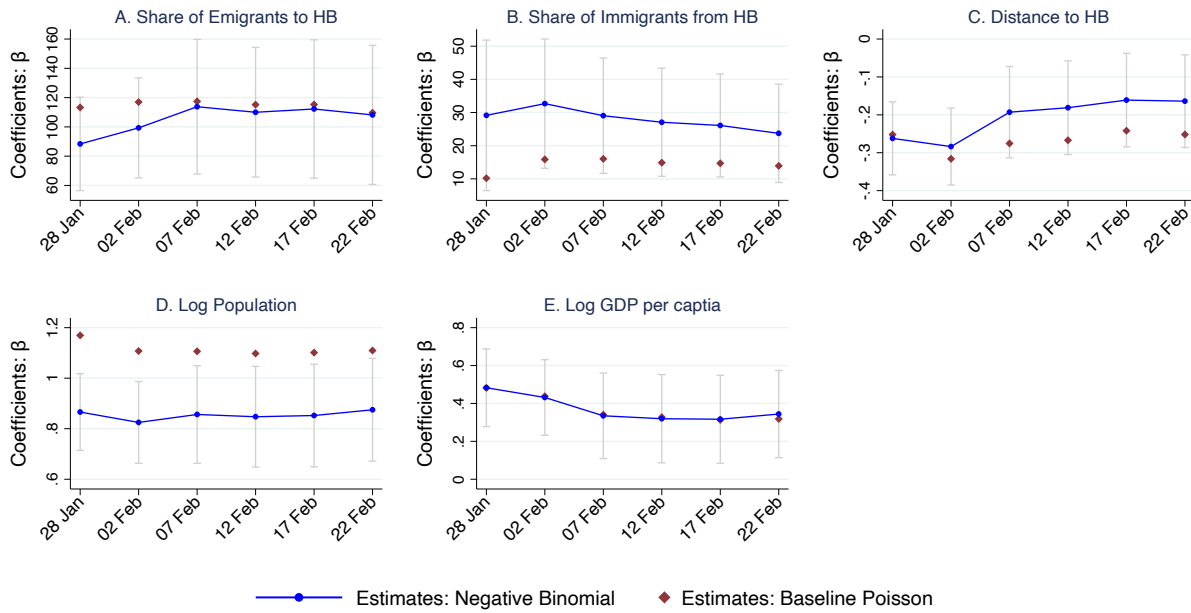 A. Share of Emigrants to HB
Coefficients: β
160
140
120
100
80
60
28 Jan
02 Feb
07 Feb
12 Feb
17 Feb
22 Feb
B. Share of Immigrants from HB
Coefficients: β
50
40
30
20
10
28 Jan
02 Feb
07 Feb
12 Feb
17 Feb
22 Feb
C. Distance to HB
Coefficients: β
0
-.1
-.2
-.3
-.4
28 Jan
02 Feb
07 Feb
12 Feb
17 Feb
22 Feb
D. Log Population
Coefficients: β
1.2
1
.8
.6
28 Jan
02 Feb
07 Feb
12 Feb
17 Feb
22 Feb
E. Log GDP per captia
Coefficients: β
.8
.6
.4
.2
0
28 Jan
02 Feb
07 Feb
12 Feb
17 Feb
22 Feb
Estimates: Negative Binomial
Estimates: Baseline Poisson